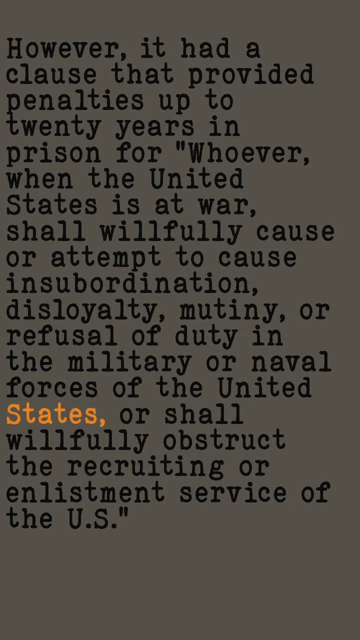 However, it had a
clause that provided
penalties up to
twenty years in
prison for "Whoever,
when the United
States is at war,
shall willfully cause
or attempt to cause
insubordination,
disloyalty, mutiny, or
refusal of duty in
the military or naval
forces of the United
States, or shall
willfully obstruct
the recruiting or
enlistment service of
the U.S."